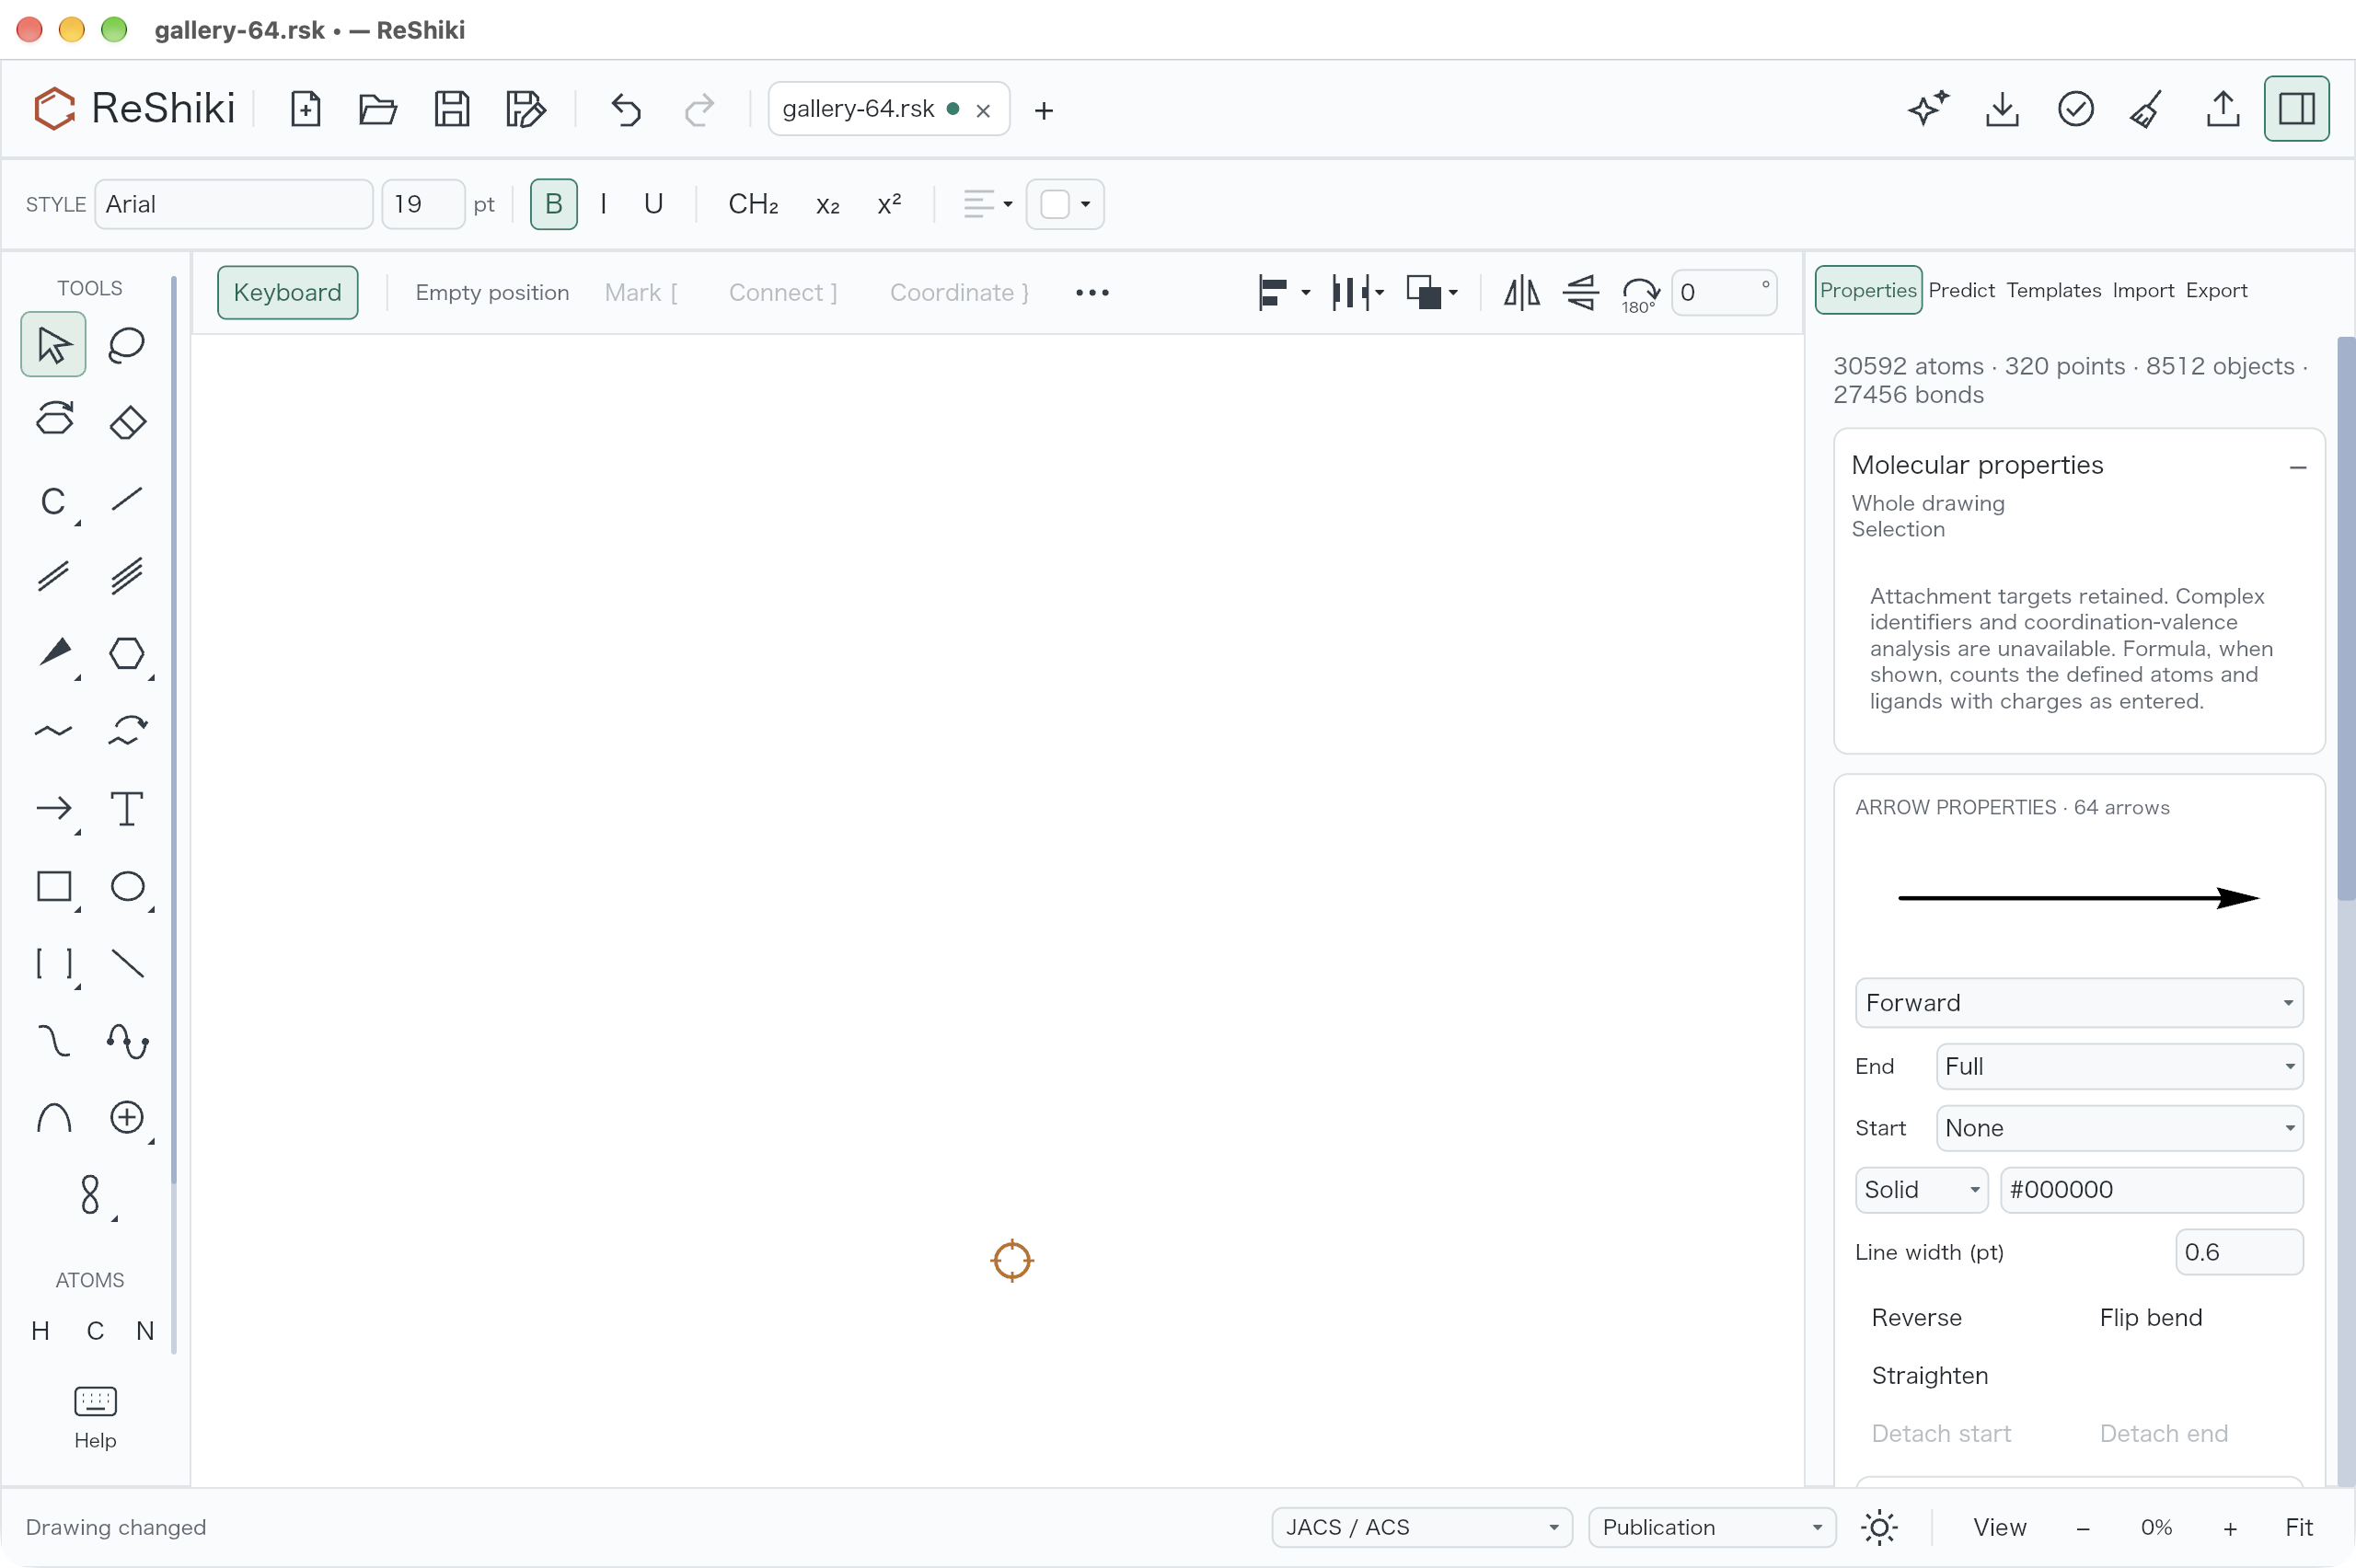 gallery-64.rsk • — ReShiki
ReShiki
gallery-64.rsk ● × +
STYLE Arial 19 pt B I U CH₂ x₂ x²
TOOLS
Keyboard Empty position Mark [ Connect ] Coordinate } ••• 180° 0 °
Properties Predict Templates Import Export
C
T
[ ]
ATOMS
H C N
Help
30592 atoms · 320 points · 8512 objects ·
27456 bonds
Molecular properties –
Whole drawing
Selection
Attachment targets retained. Complex
identifiers and coordination-valence
analysis are unavailable. Formula, when
shown, counts the defined atoms and
ligands with charges as entered.
ARROW PROPERTIES · 64 arrows
Forward
End Full
Start None
Solid #000000
Line width (pt) 0.6
Reverse Flip bend
Straighten
Detach start Detach end
Drawing changed JACS / ACS Publication View – 0% + Fit